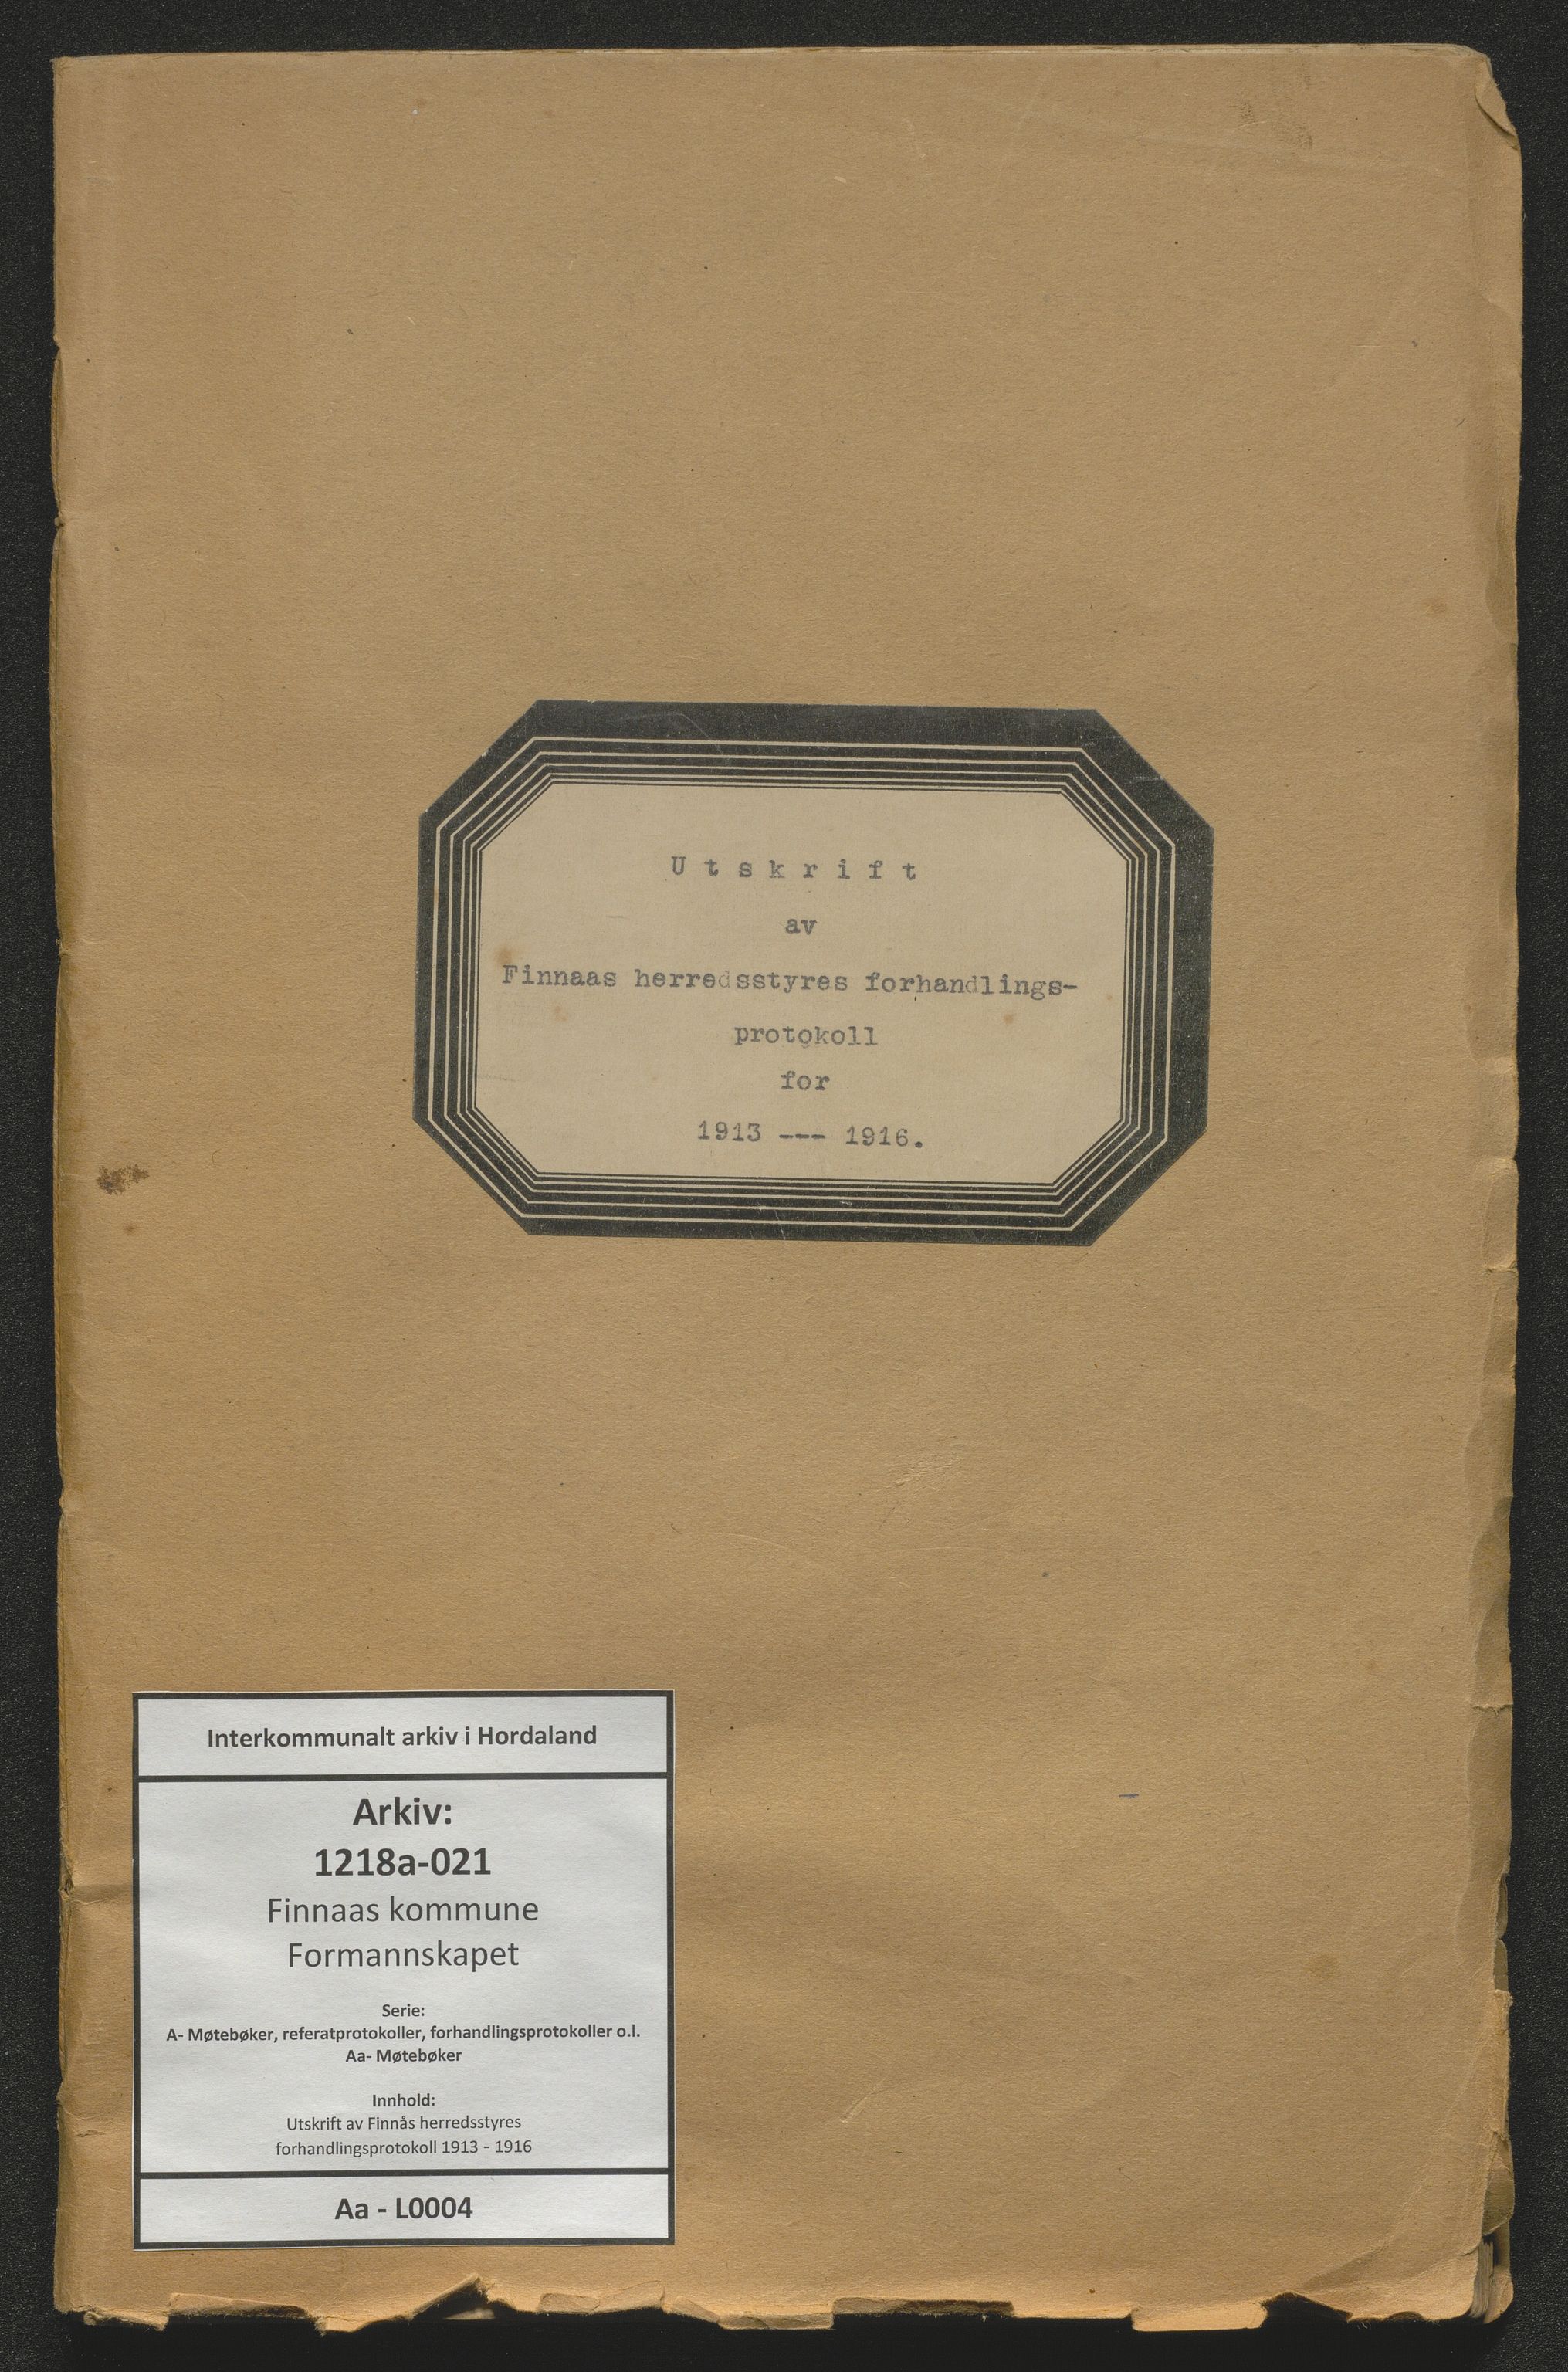 U t s k r i f t
av
Finnaas herredsstyres forhandlings-
protokoll
for
1913 --- 1916.
Interkommunalt arkiv i Hordaland
Arkiv:
1218a-021
Finnaas kommune
Formannskapet
Serie:
A- Møtebøker, referatprotokoller, forhandlingsprotokoller o.l.
Aa- Møtebøker
Innhold:
Utskrift av Finnås herredsstyres
forhandlingsprotokoll 1913 - 1916
Aa - L0004